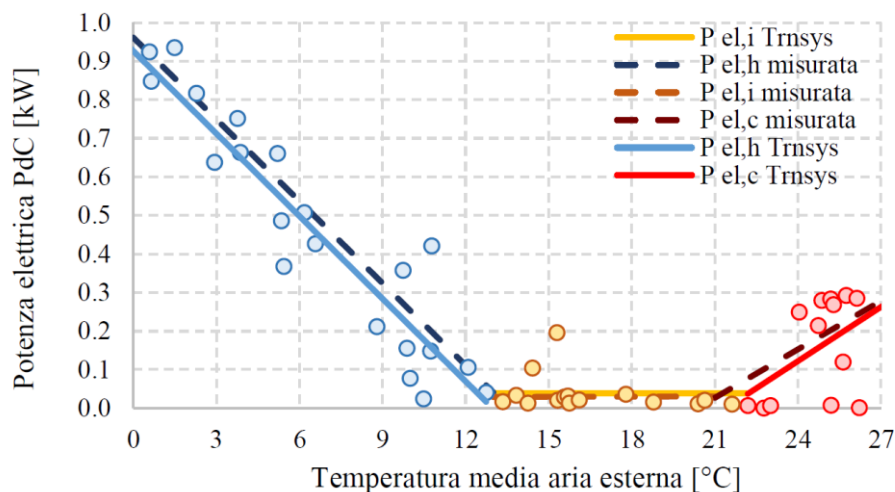 Potenza elettrica PdC [kW]
1.0
0.9
0.8
0.7
0.6
0.5
0.4
0.3
0.2
0.1
0.0
P el,i Trnsys
P el,h misurata
P el,i misurata
P el,c misurata
P el,h Trnsys
P el,c Trnsys
0 3 6 9 12 15 18 21 24 27
Temperatura media aria esterna [°C]